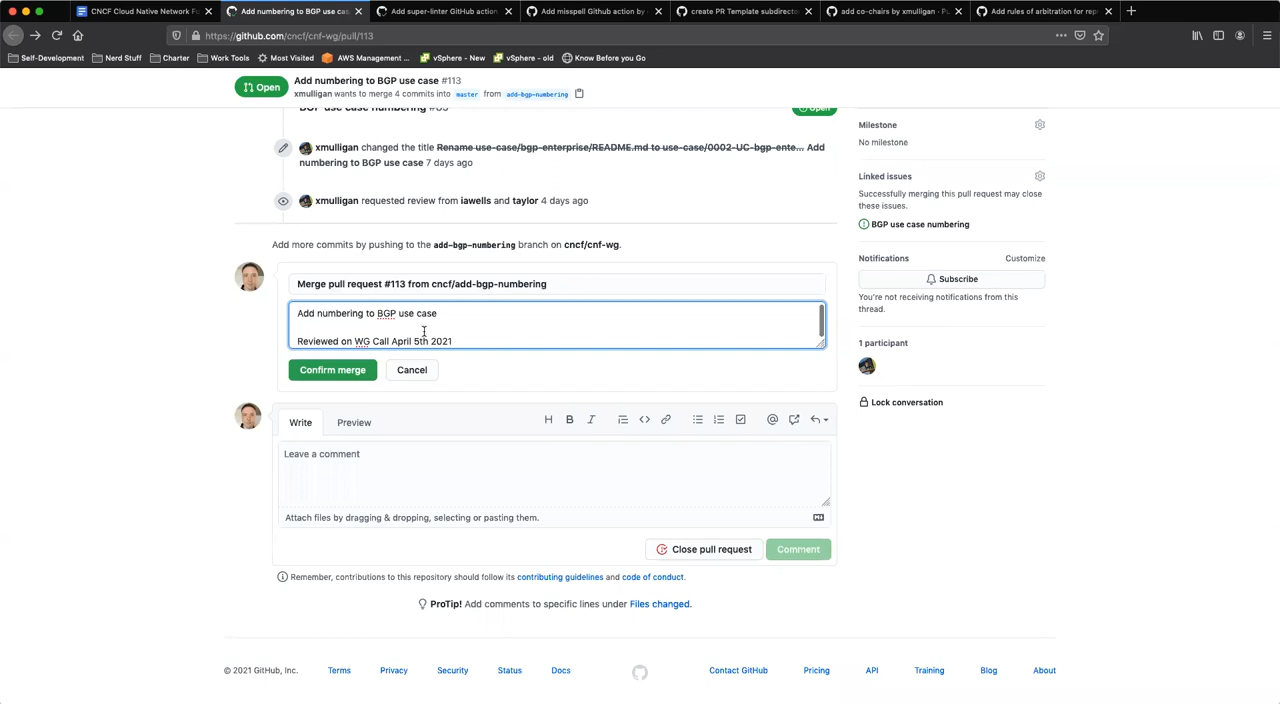 CNCF Cloud Native Network Fu
Add numbering to BGP use cas
Add super-linter GitHub action
Add misspell Github action by
create PR Template subdirecto
add co-chairs by xmulligan · Pu
Add rules of arbitration for rep
https://github.com/cncf/cnf-wg/pull/113
Self-Development
Nerd Stuff
Charter
Work Tools
Most Visited
AWS Management ...
vSphere - New
vSphere - old
Know Before you Go
Open
Add numbering to BGP use case #113
xmulligan wants to merge 4 commits into master from add-bgp-numbering
BGP use case numbering
Open
xmulligan changed the title Rename use-case/bgp-enterprise/README.md to use-case/0002-UC-bgp-ente... Add
numbering to BGP use case 7 days ago
xmulligan requested review from iawells and taylor 4 days ago
Add more commits by pushing to the add-bgp-numbering branch on cncf/cnf-wg.
Merge pull request #113 from cncf/add-bgp-numbering
Add numbering to BGP use case
Reviewed on WG Call April 5th 2021
Confirm merge
Cancel
Write
Preview
Leave a comment
Attach files by dragging & dropping, selecting or pasting them.
Close pull request
Comment
Remember, contributions to this repository should follow its contributing guidelines and code of conduct.
ProTip! Add comments to specific lines under Files changed.
Milestone
No milestone
Linked issues
Successfully merging this pull request may close
these issues.
BGP use case numbering
Notifications
Customize
Subscribe
You're not receiving notifications from this
thread.
1 participant
Lock conversation
© 2021 GitHub, Inc.
Terms
Privacy
Security
Status
Docs
Contact GitHub
Pricing
API
Training
Blog
About